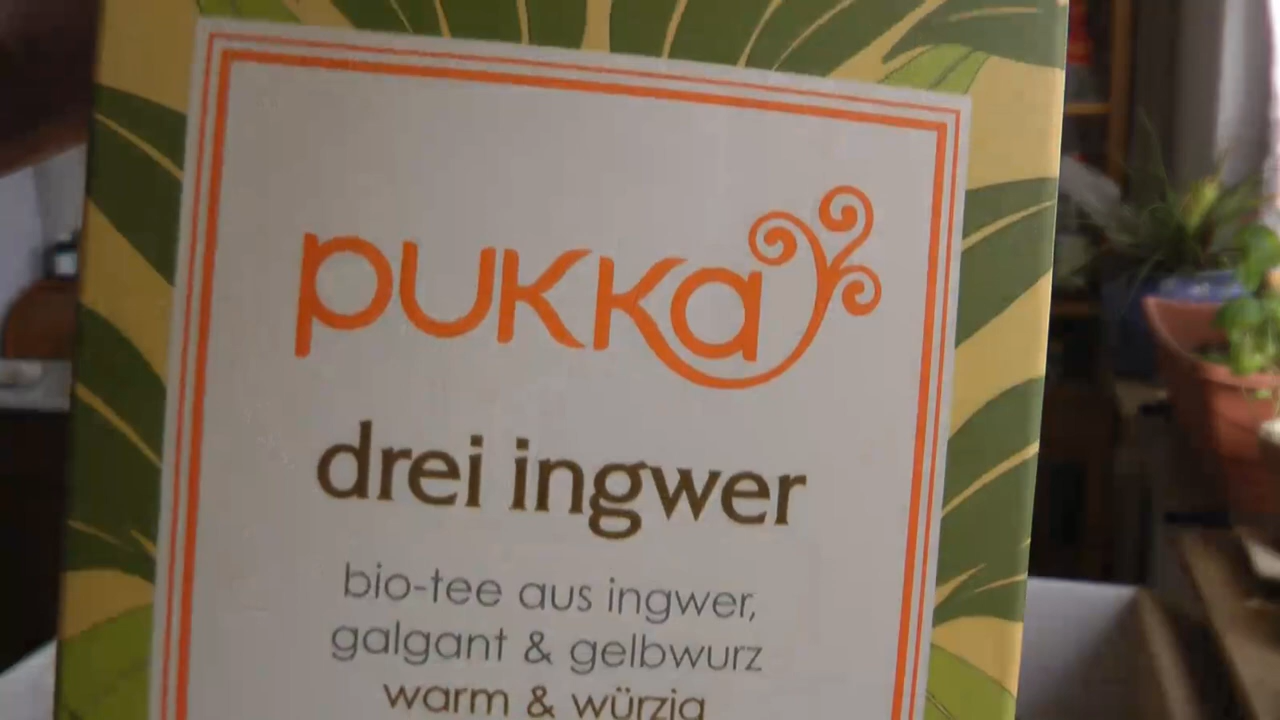 pukka
drei ingwer
bio-tee aus ingwer,
galgant & gelbwurz
warm & würzig